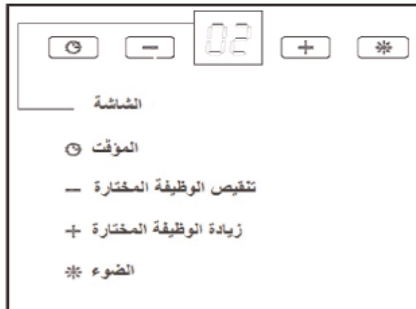 02
الشاشة
المؤقت
تنقيص الوظيفة المختارة −
زيادة الوظيفة المختارة +
الضوء